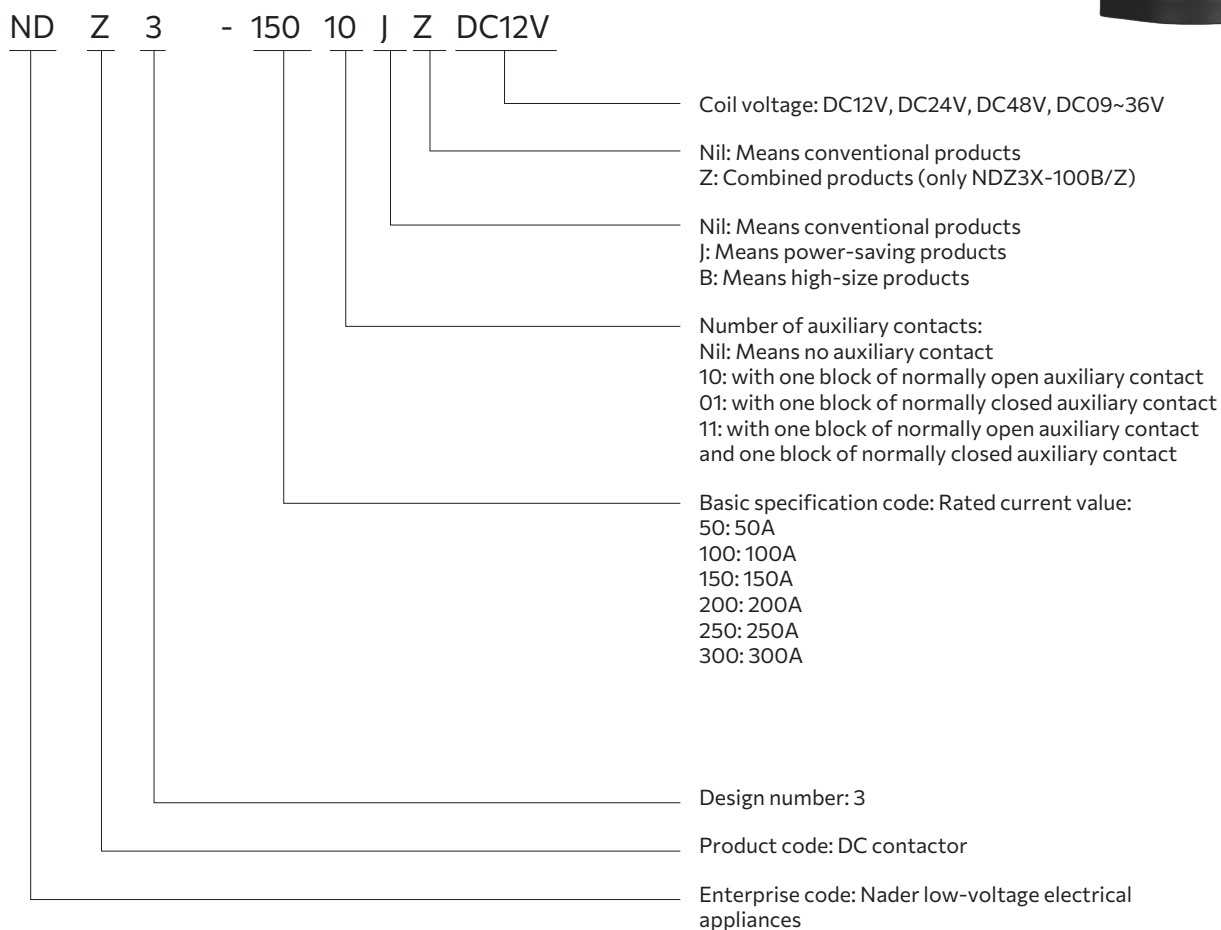 ND Z 3 - 150 10 J Z DC12V
Coil voltage: DC12V, DC24V, DC48V, DC09~36V
Nil: Means conventional products
Z: Combined products (only NDZ3X-100B/Z)
Nil: Means conventional products
J: Means power-saving products
B: Means high-size products
Number of auxiliary contacts:
Nil: Means no auxiliary contact
10: with one block of normally open auxiliary contact
01: with one block of normally closed auxiliary contact
11: with one block of normally open auxiliary contact
and one block of normally closed auxiliary contact
Basic specification code: Rated current value:
50: 50A
100: 100A
150: 150A
200: 200A
250: 250A
300: 300A
Design number: 3
Product code: DC contactor
Enterprise code: Nader low-voltage electrical
appliances